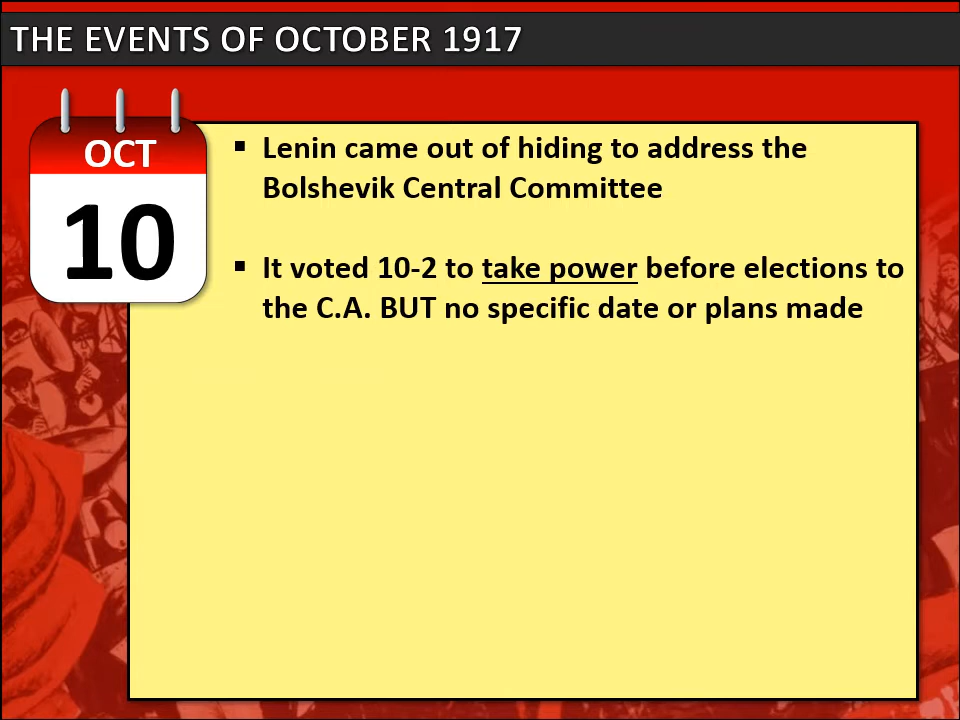 THE EVENTS OF OCTOBER 1917
OCT
10
▪ Lenin came out of hiding to address the
Bolshevik Central Committee
▪ It voted 10-2 to take power before elections to
the C.A. BUT no specific date or plans made